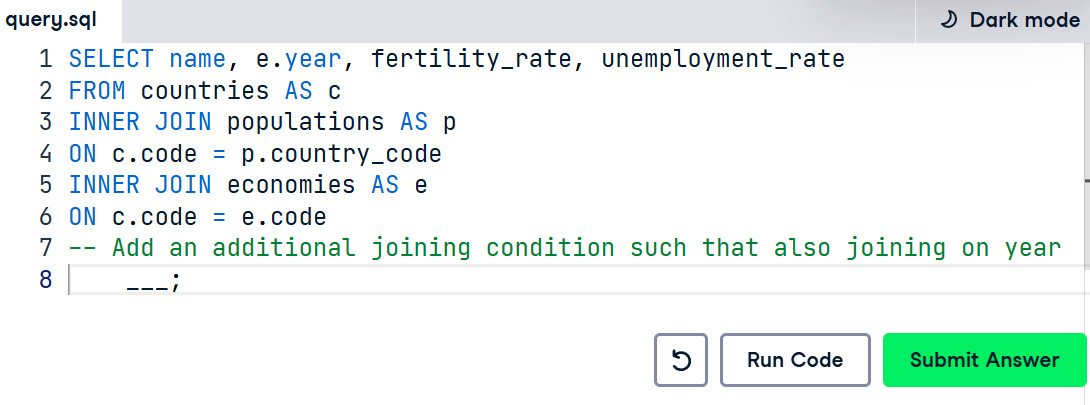 query.sql
Dark mode
1 SELECT name, e.year, fertility_rate, unemployment_rate
2 FROM countries AS c
3 INNER JOIN populations AS p
4 ON c.code = p.country_code
5 INNER JOIN economies AS e
6 ON c.code = e.code
7 -- Add an additional joining condition such that also joining on year
8 ___;
Run Code
Submit Answer